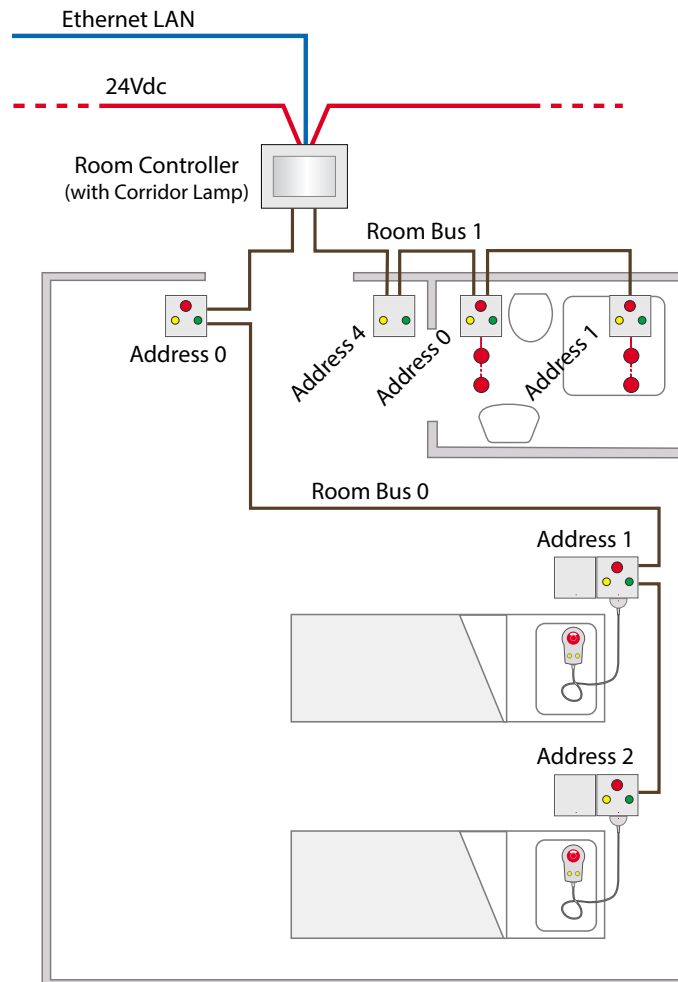 Ethernet LAN
24Vdc
Room Controller
(with Corridor Lamp)
Room Bus 1
Address 0
Address 4
Address 0
Address 1
Room Bus 0
Address 1
Address 2